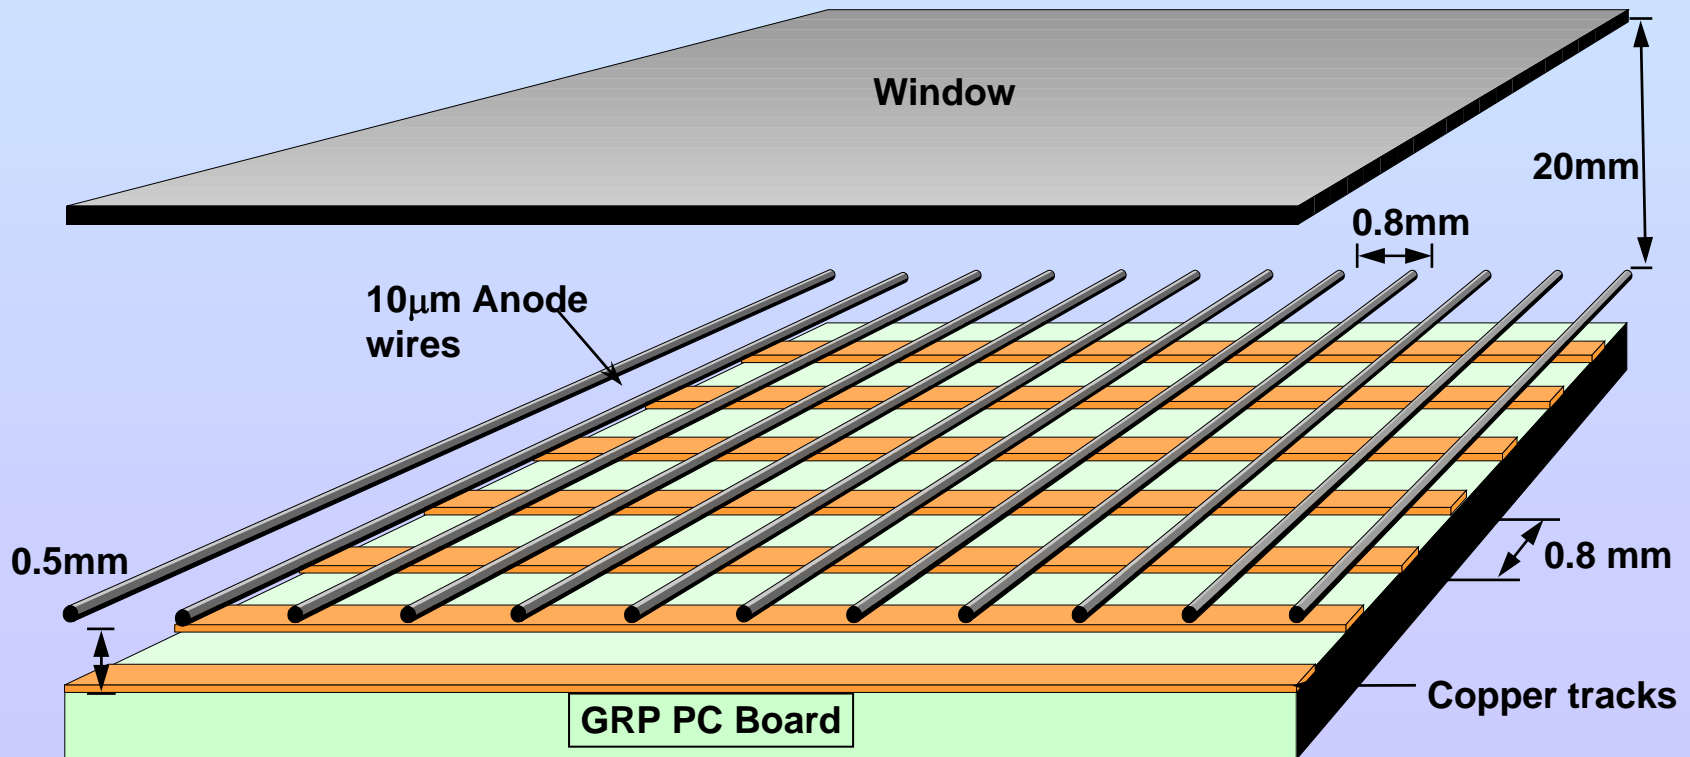 Window
20mm
0.8mm
10μm Anode
wires
0.5mm
0.8 mm
Copper tracks
GRP PC Board